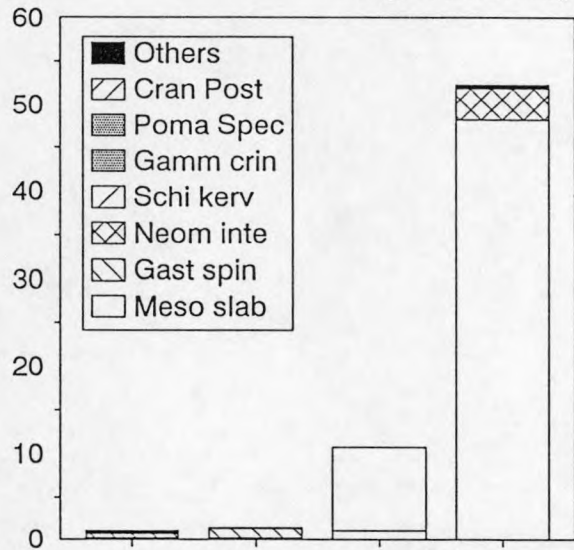 60
50
40
30
20
10
0
Others
Cran Post
Poma Spec
Gamm crin
Schi kerv
Neom inte
Gast spin
Meso slab